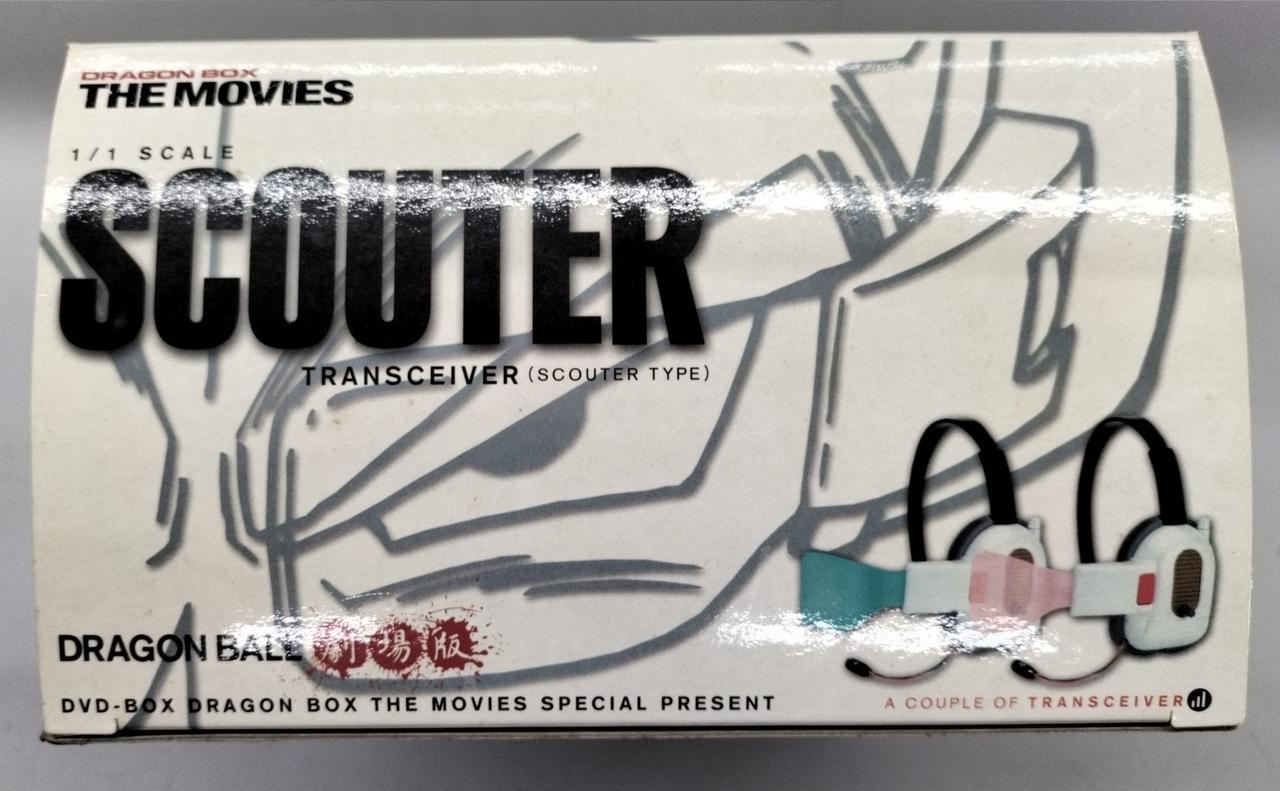 DRAGON BOX
THE MOVIES
1/1 SCALE
SCOUTER
TRANSCEIVER (SCOUTER TYPE)
DRAGON BALL 劇場版
DVD-BOX DRAGON BOX THE MOVIES SPECIAL PRESENT
A COUPLE OF TRANSCEIVER